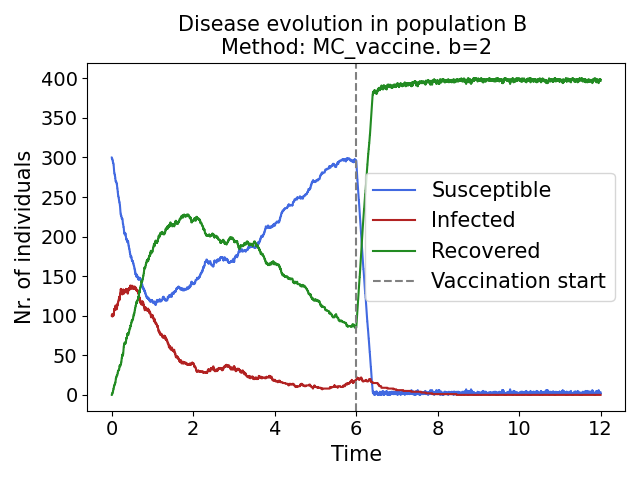 Disease evolution in population B
Method: MC_vaccine. b=2
Nr. of individuals
400
350
300
250
200
150
100
50
0
Susceptible
Infected
Recovered
Vaccination start
0 2 4 6 8 10 12
Time